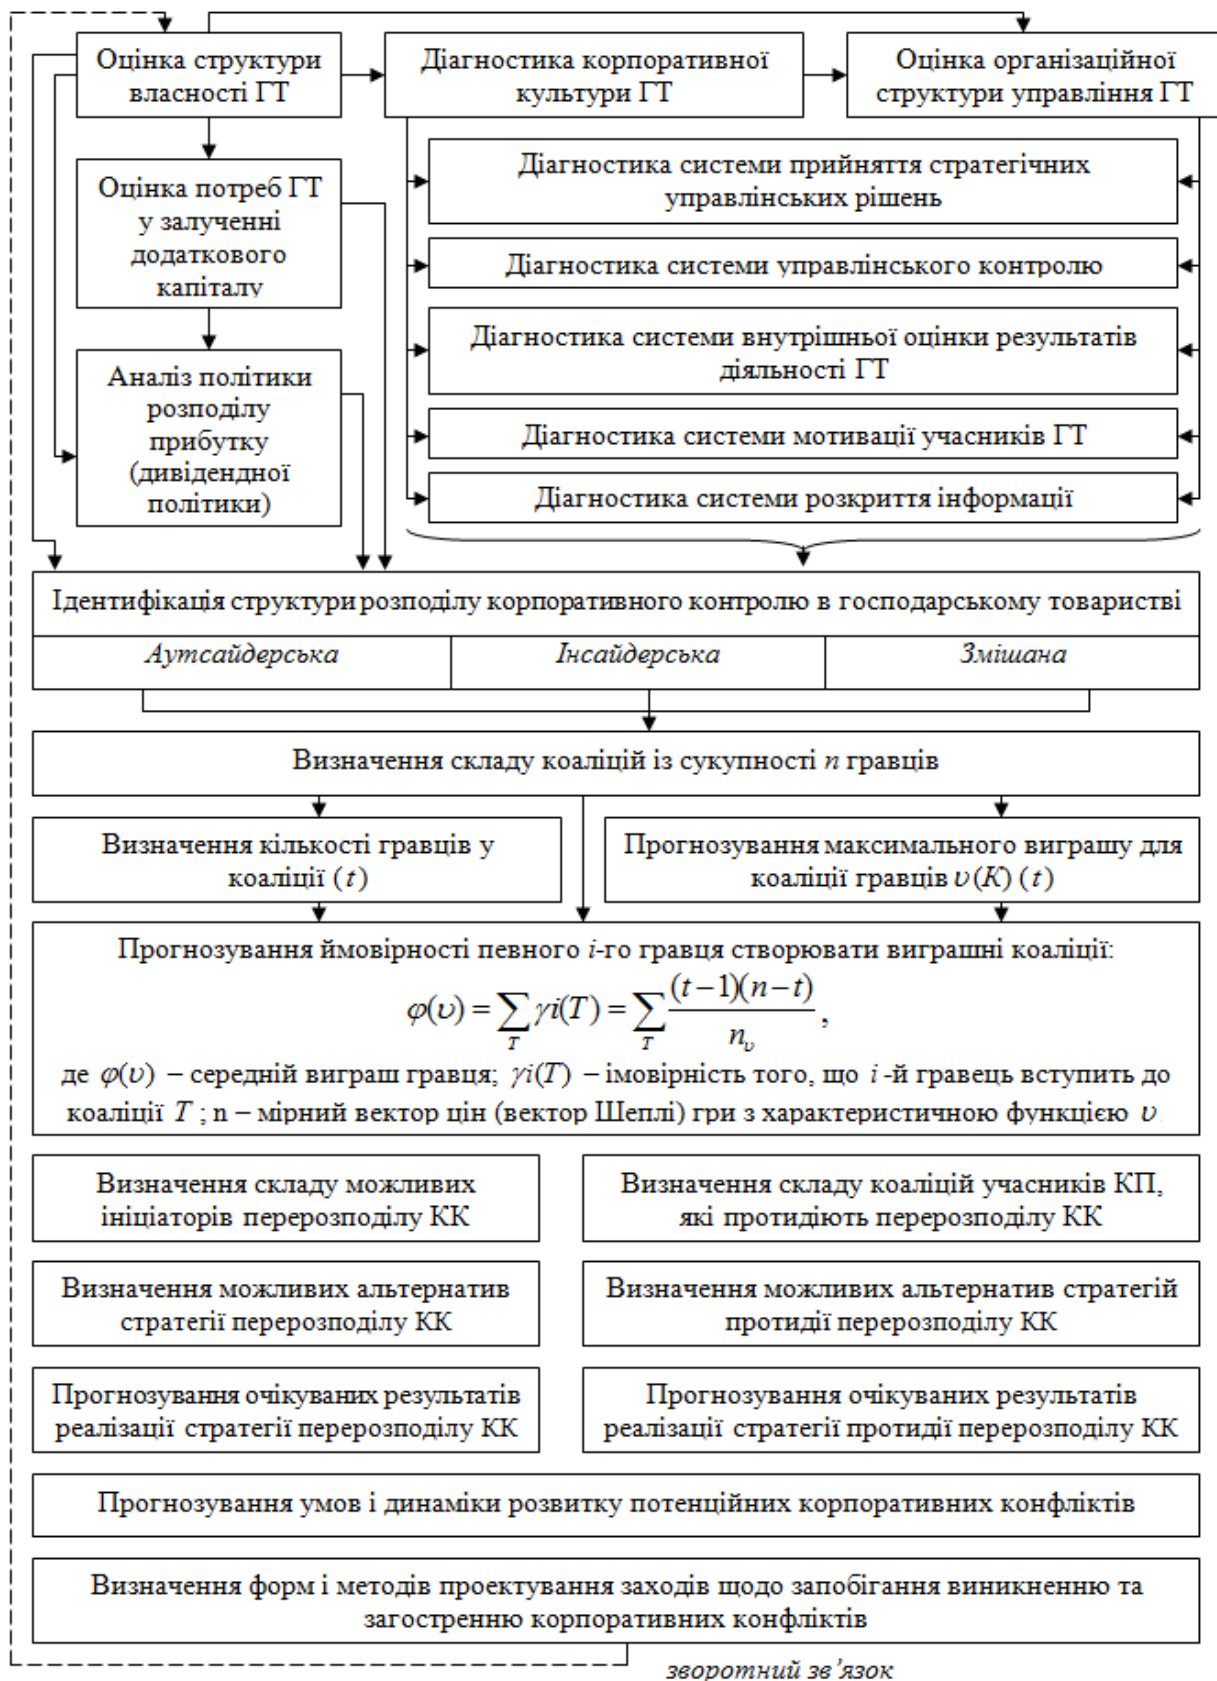 Оцінка структури
власності ГТ
Діагностика корпоративної
культури ГТ
Оцінка організаційної
структури управління ГТ
Оцінка потреб ГТ
у залученні
додаткового
капіталу
Аналіз політики
розподілу
прибутку
(дивідендної
політики)
Діагностика системи прийняття стратегічних
управлінських рішень
Діагностика системи управлінського контролю
Діагностика системи внутрішньої оцінки результатів
діяльності ГТ
Діагностика системи мотивації учасників ГТ
Діагностика системи розкриття інформації
Ідентифікація структури розподілу корпоративного контролю в господарському товаристві
Аутсайдерська
Інсайдерська
Змішана
Визначення складу коаліцій із сукупності n гравців
Визначення кількості гравців у
коаліції (t)
Прогнозування максимального виграшу для
коаліції гравців υ(K) (t)
Прогнозування ймовірності певного i-го гравця створювати виграшні коаліції:
φ(υ) = ∑_T γi(T) = ∑_T (t−1)(n−t) / n_υ ,
де φ(υ) – середній виграш гравця; γi(T) – імовірність того, що i -й гравець вступить до
коаліції T ; n – мірний вектор цін (вектор Шеплі) гри з характеристичною функцією υ.
Визначення складу можливих
ініціаторів перерозподілу КК
Визначення складу коаліцій учасників КП,
які протидіють перерозподілу КК
Визначення можливих альтернатив
стратегії перерозподілу КК
Визначення можливих альтернатив стратегій
протидії перерозподілу КК
Прогнозування очікуваних результатів
реалізації стратегії перерозподілу КК
Прогнозування очікуваних результатів
реалізації стратегії протидії перерозподілу КК
Прогнозування умов і динаміки розвитку потенційних корпоративних конфліктів
Визначення форм і методів проектування заходів щодо запобігання виникненню та
загостренню корпоративних конфліктів
зворотний зв’язок